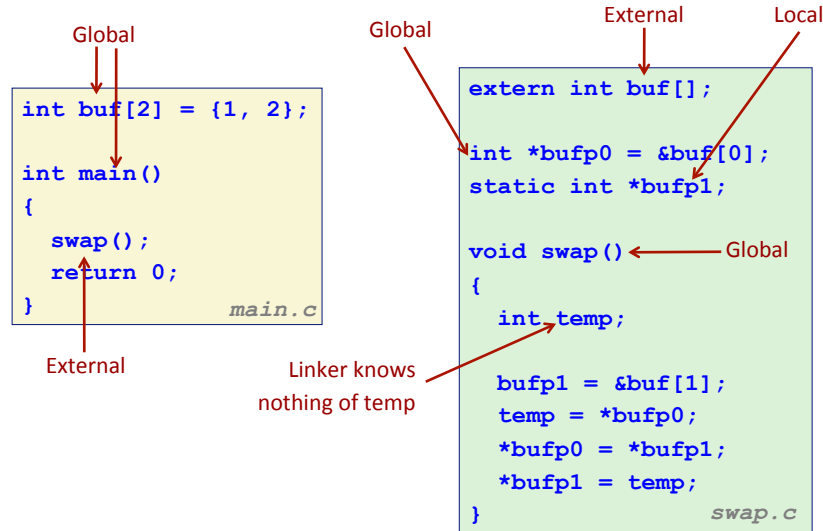 Global
int buf[2] = {1, 2};
int main()
{
swap();
return 0;
}
main.c
External
Global
External
Local
extern int buf[];
int *bufp0 = &buf[0];
static int *bufp1;
void swap()
Global
{
int temp;
Linker knows
nothing of temp
bufp1 = &buf[1];
temp = *bufp0;
*bufp0 = *bufp1;
*bufp1 = temp;
}
swap.c